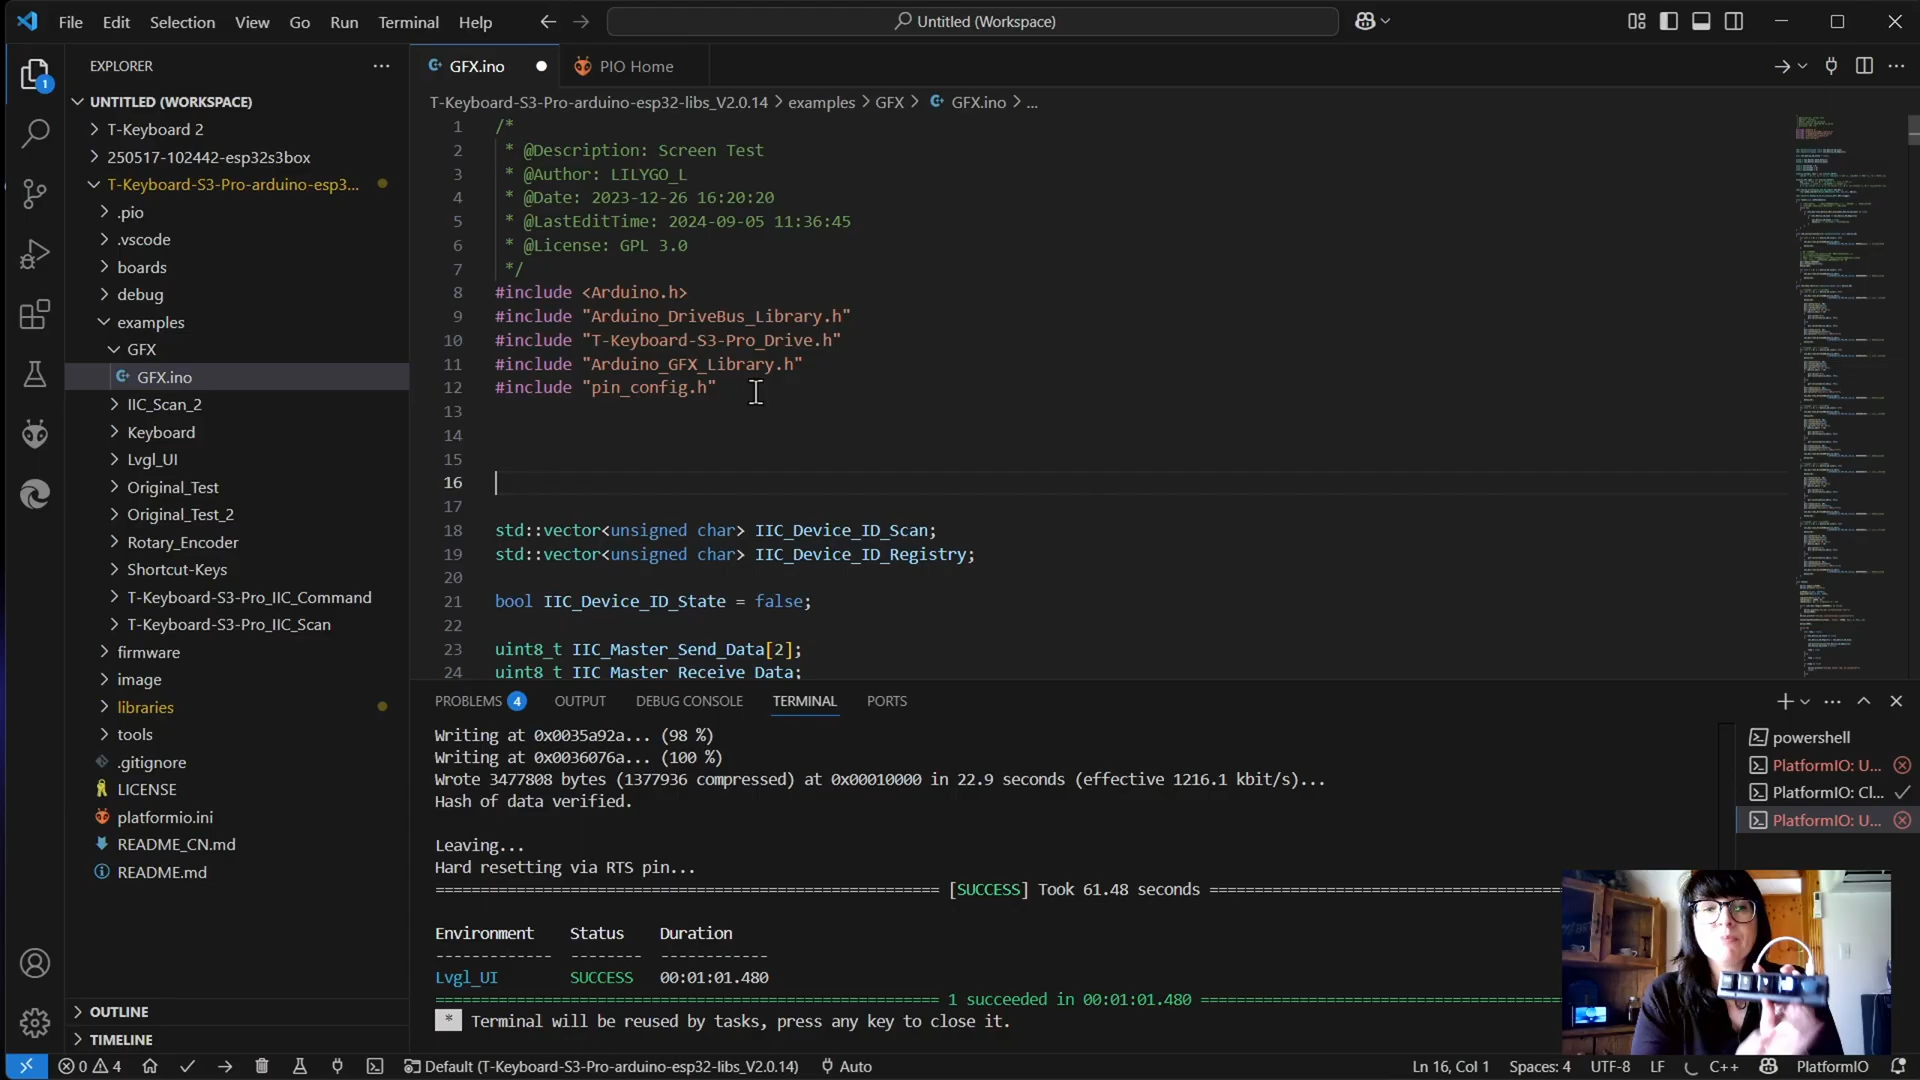 File Edit Selection View Go Run Terminal Help
Untitled (Workspace)
EXPLORER
UNTITLED (WORKSPACE)
T-Keyboard 2
250517-102442-esp32s3box
T-Keyboard-S3-Pro-arduino-esp3...
.pio
.vscode
boards
debug
examples
GFX
GFX.ino
IIC_Scan_2
Keyboard
Lvgl_UI
Original_Test
Original_Test_2
Rotary_Encoder
Shortcut-Keys
T-Keyboard-S3-Pro_IIC_Command
T-Keyboard-S3-Pro_IIC_Scan
firmware
image
libraries
tools
.gitignore
LICENSE
platformio.ini
README_CN.md
README.md
OUTLINE
TIMELINE
1
GFX.ino PIO Home
T-Keyboard-S3-Pro-arduino-esp32-libs_V2.0.14 > examples > GFX > GFX.ino > ...
1 /*
2 * @Description: Screen Test
3 * @Author: LILYGO_L
4 * @Date: 2023-12-26 16:20:20
5 * @LastEditTime: 2024-09-05 11:36:45
6 * @License: GPL 3.0
7 */
8 #include <Arduino.h>
9 #include "Arduino_DriveBus_Library.h"
10 #include "T-Keyboard-S3-Pro_Drive.h"
11 #include "Arduino_GFX_Library.h"
12 #include "pin_config.h"
13
14
15
16
17
18 std::vector<unsigned char> IIC_Device_ID_Scan;
19 std::vector<unsigned char> IIC_Device_ID_Registry;
20
21 bool IIC_Device_ID_State = false;
22
23 uint8_t IIC_Master_Send_Data[2];
24 uint8_t IIC_Master_Receive_Data;
PROBLEMS 4 OUTPUT DEBUG CONSOLE TERMINAL PORTS
Writing at 0x0035a92a... (98 %)
Writing at 0x0036076a... (100 %)
Wrote 3477808 bytes (1377936 compressed) at 0x00010000 in 22.9 seconds (effective 1216.1 kbit/s)...
Hash of data verified.
Leaving...
Hard resetting via RTS pin...
[SUCCESS] Took 61.48 seconds
Environment Status Duration
Lvgl_UI SUCCESS 00:01:01.480
1 succeeded in 00:01:01.480
* Terminal will be reused by tasks, press any key to close it.
powershell
PlatformIO: U...
PlatformIO: Cl...
PlatformIO: U...
0 4 Default (T-Keyboard-S3-Pro-arduino-esp32-libs_V2.0.14) Auto Ln 16, Col 1 Spaces: 4 UTF-8 LF C++ PlatformIO